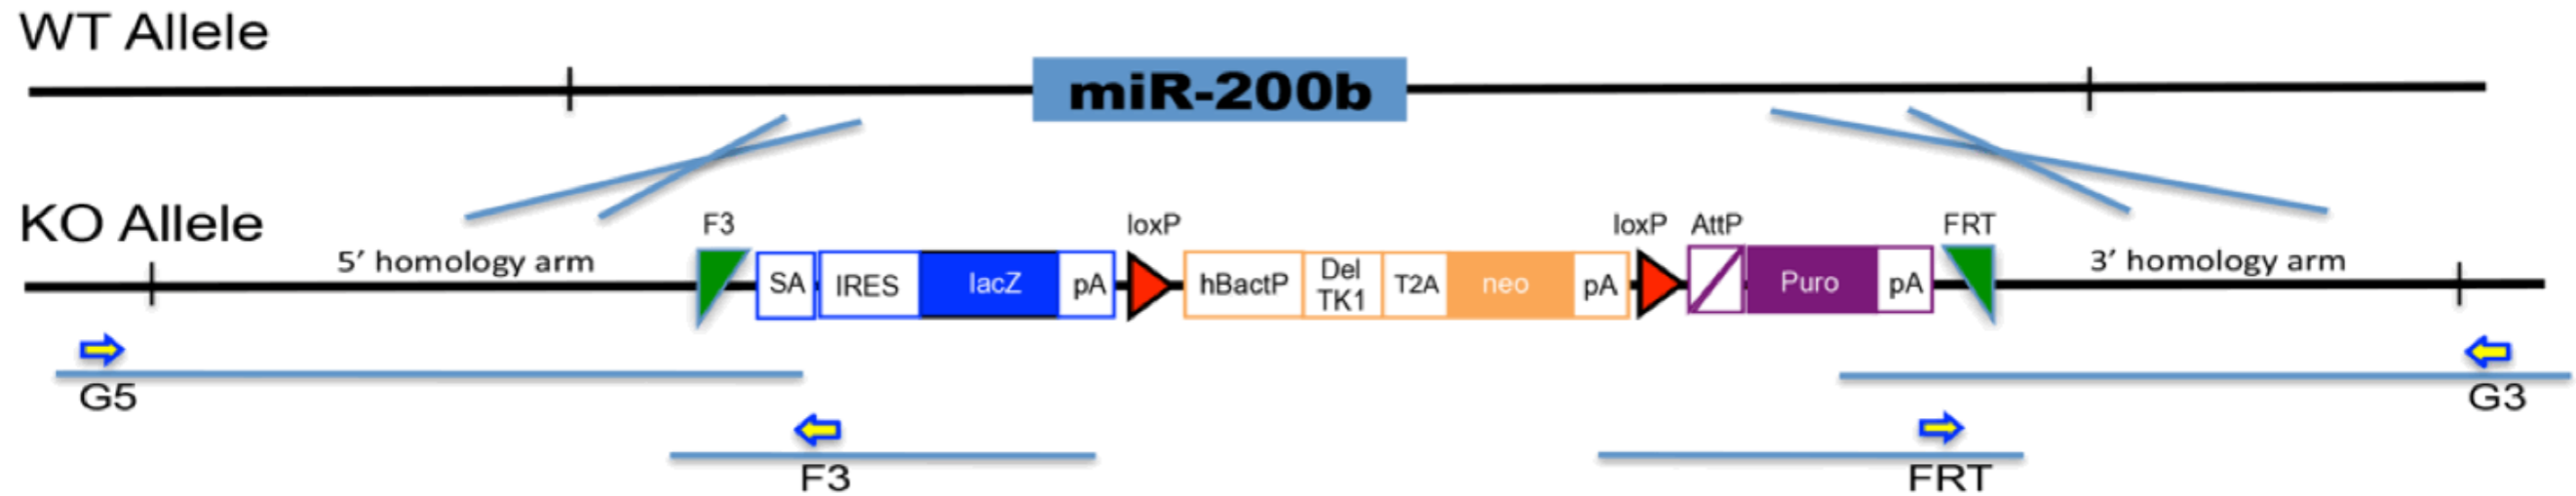 WT Allele
miR-200b
KO Allele
F3 loxP loxP AttP FRT
5′ homology arm 3′ homology arm
SA IRES lacZ pA hBactP Del TK1 T2A neo pA Puro pA
G5 G3
F3 FRT